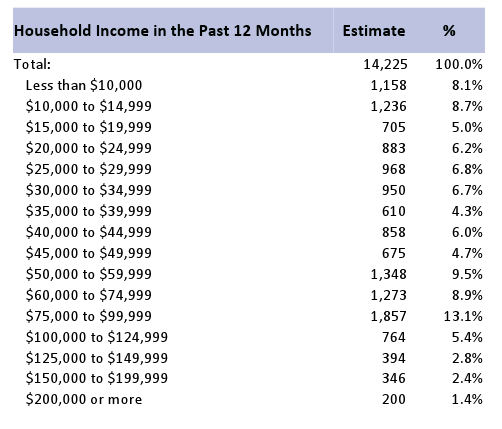 Household Income in the Past 12 Months Estimate %
Total: 14,225 100.0%
Less than $10,000 1,158 8.1%
$10,000 to $14,999 1,236 8.7%
$15,000 to $19,999 705 5.0%
$20,000 to $24,999 883 6.2%
$25,000 to $29,999 968 6.8%
$30,000 to $34,999 950 6.7%
$35,000 to $39,999 610 4.3%
$40,000 to $44,999 858 6.0%
$45,000 to $49,999 675 4.7%
$50,000 to $59,999 1,348 9.5%
$60,000 to $74,999 1,273 8.9%
$75,000 to $99,999 1,857 13.1%
$100,000 to $124,999 764 5.4%
$125,000 to $149,999 394 2.8%
$150,000 to $199,999 346 2.4%
$200,000 or more 200 1.4%